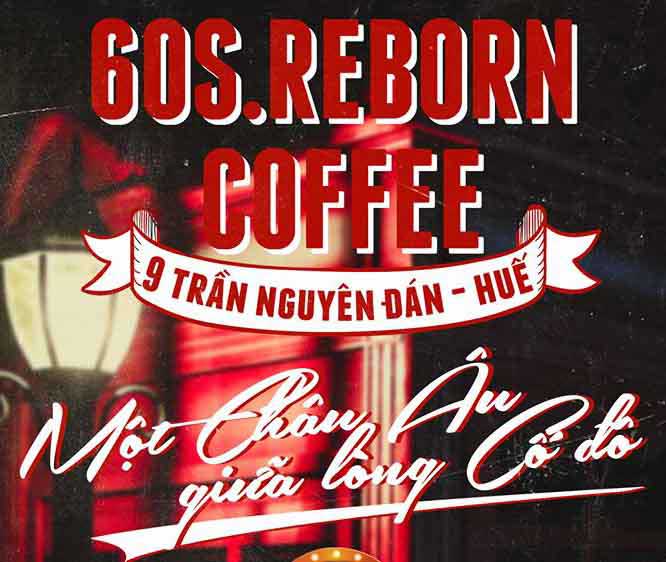 60S.REBORN
COFFEE
9 TRẦN NGUYÊN ĐÁN - HUẾ
Một Châu Âu
giữa lòng Cố đô